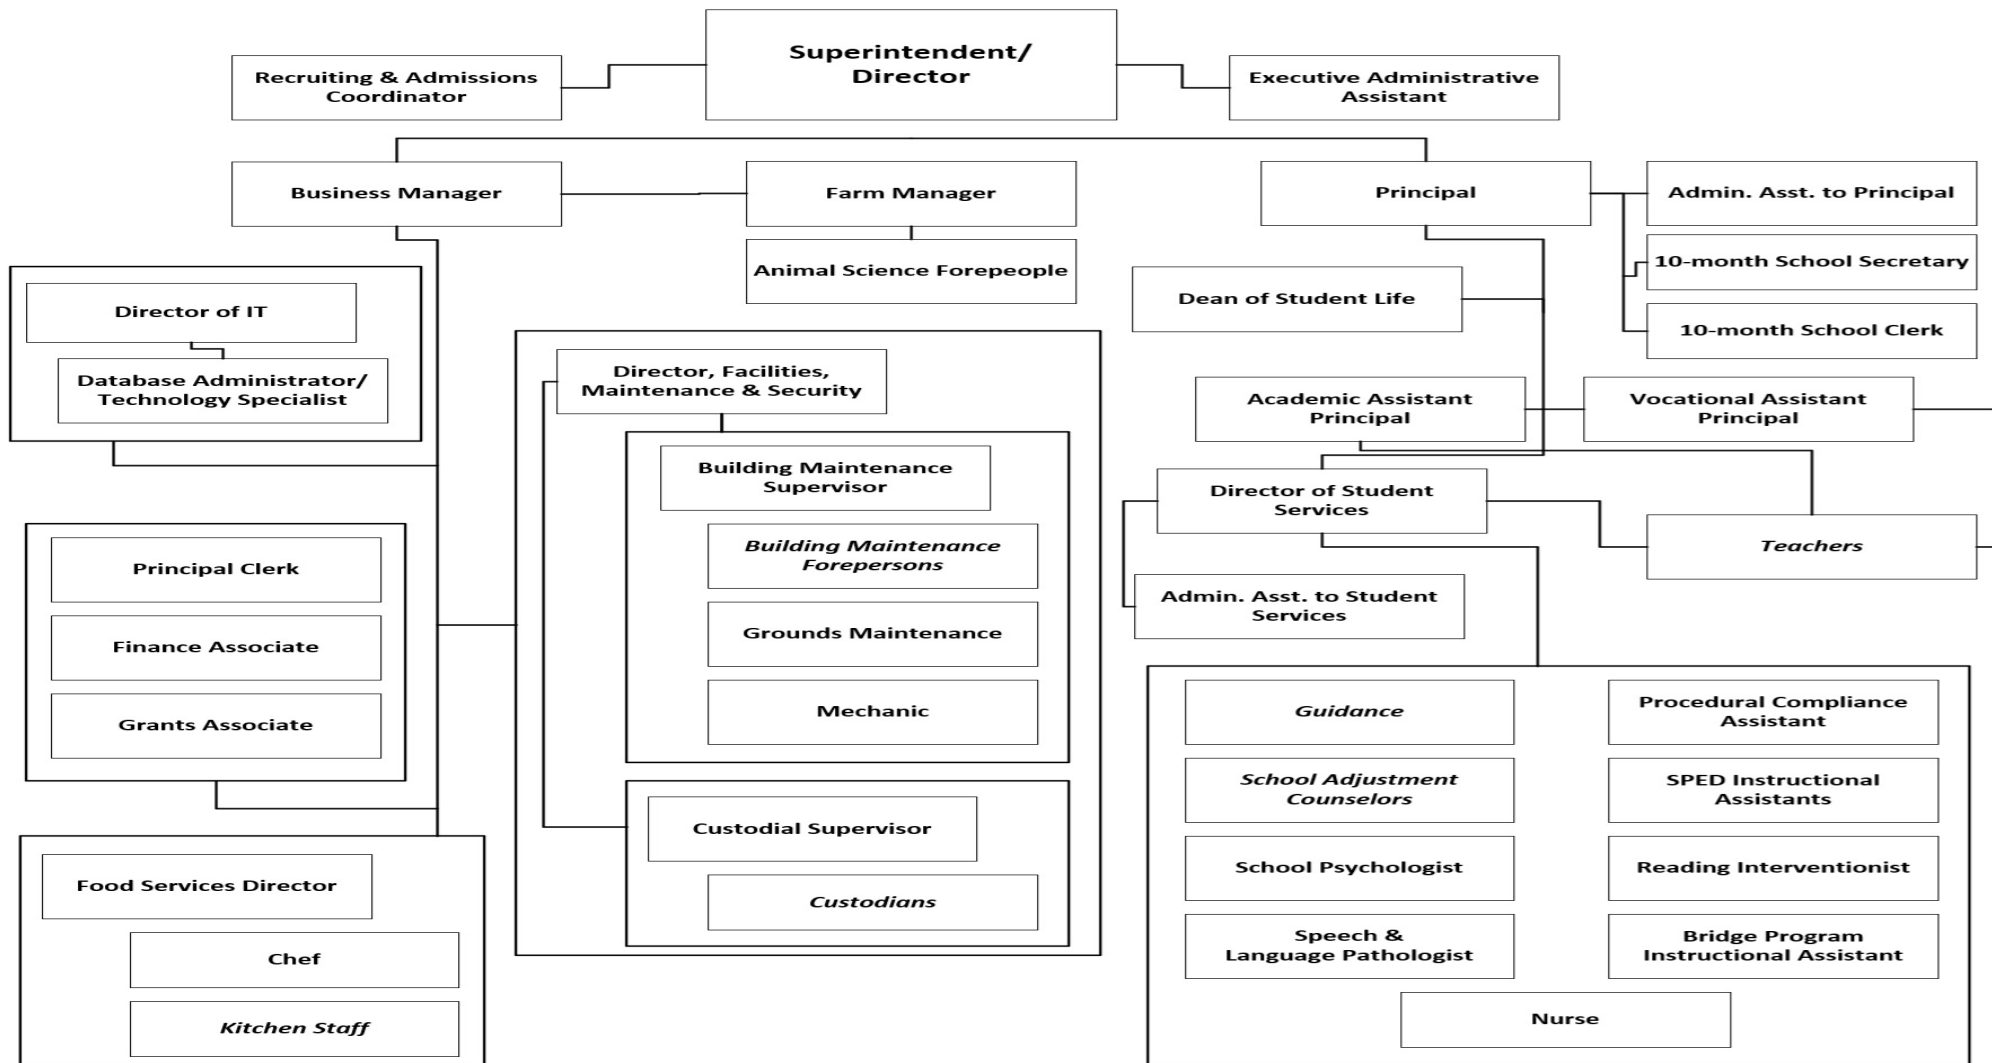 Superintendent/
Director
Recruiting & Admissions
Coordinator
Executive Administrative
Assistant
Business Manager
Farm Manager
Principal
Admin. Asst. to Principal
Animal Science Forepeople
10-month School Secretary
Dean of Student Life
10-month School Clerk
Director of IT
Database Administrator/
Technology Specialist
Director, Facilities,
Maintenance & Security
Academic Assistant
Principal
Vocational Assistant
Principal
Building Maintenance
Supervisor
Director of Student
Services
Building Maintenance
Forepersons
Teachers
Principal Clerk
Admin. Asst. to Student
Services
Finance Associate
Grounds Maintenance
Grants Associate
Mechanic
Guidance
Procedural Compliance
Assistant
School Adjustment
Counselors
SPED Instructional
Assistants
Custodial Supervisor
School Psychologist
Reading Interventionist
Food Services Director
Custodians
Speech &
Language Pathologist
Bridge Program
Instructional Assistant
Chef
Kitchen Staff
Nurse